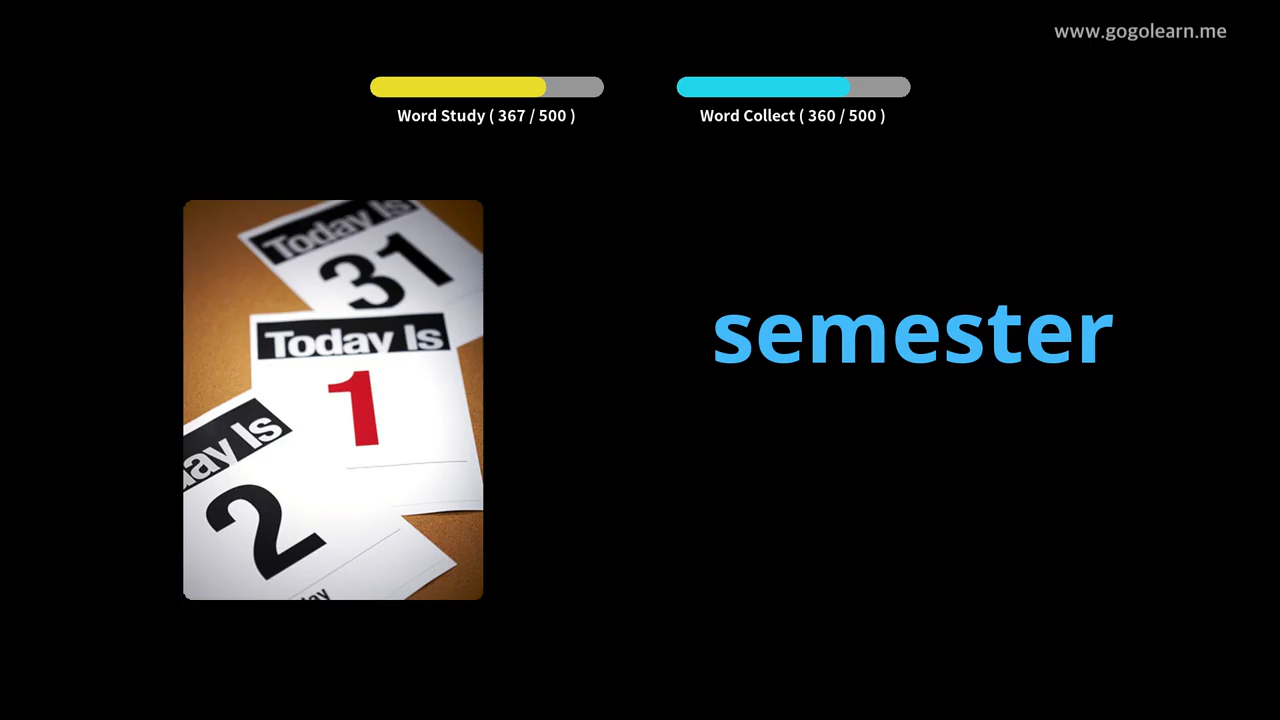 www.gogolearn.me
Word Study ( 367 / 500 )
Word Collect ( 360 / 500 )
Today Is
31
Today Is
1
semester
ay Is
2
ay